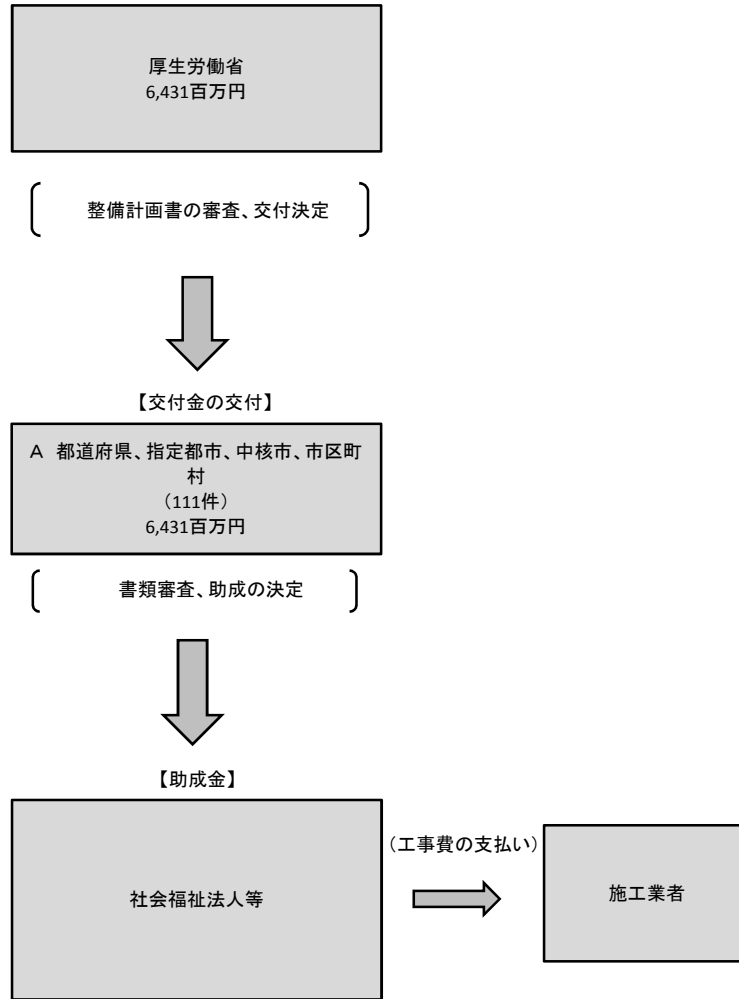 厚生労働省
6,431百万円
整備計画書の審査、交付決定
【交付金の交付】
A　都道府県、指定都市、中核市、市区町
村
（111件）
6,431百万円
書類審査、助成の決定
【助成金】
（工事費の支払い）
社会福祉法人等
施工業者